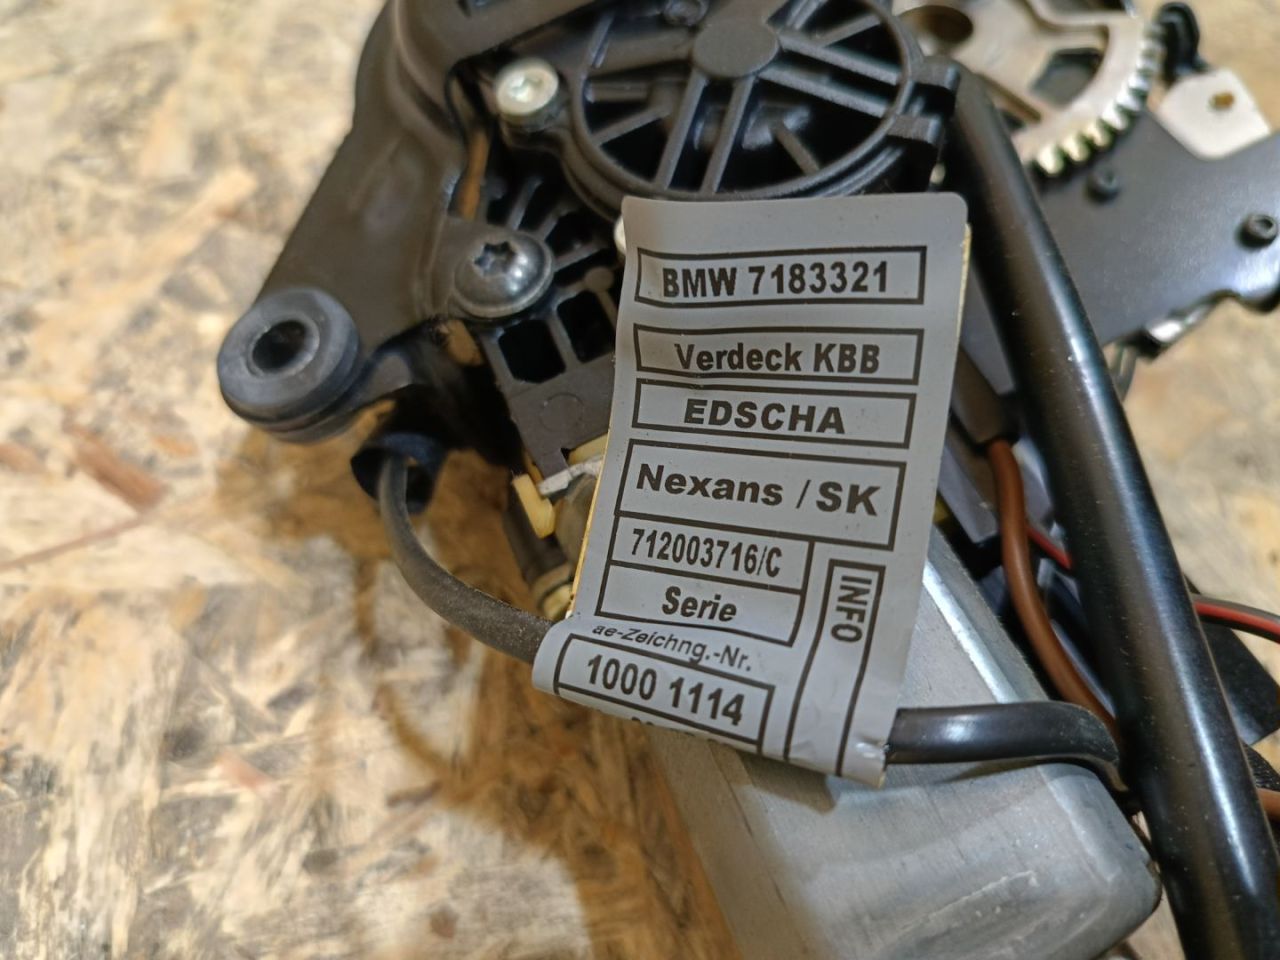 BMW 7183321
Verdeck KBB
EDSCHA
Nexans / SK
712003716/C
Serie
INFO
ae-Zeichng.-Nr.
1000 1114